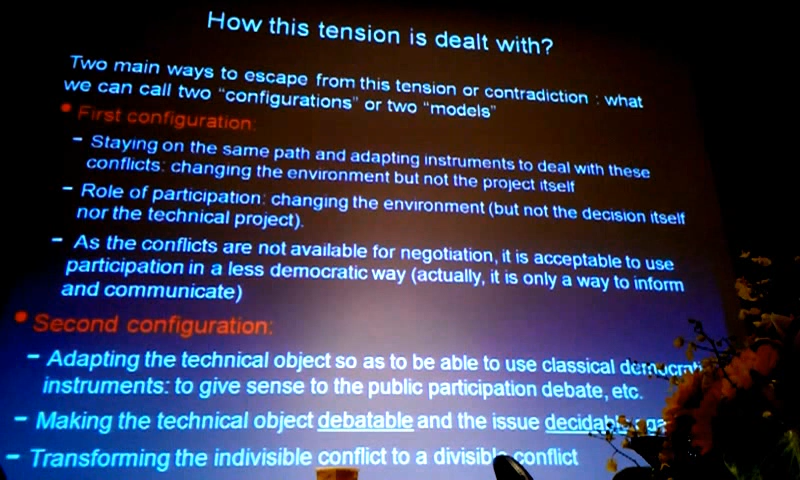 How this tension is dealt with?
Two main ways to escape from this tension or contradiction : what
we can call two “configurations” or two “models”
• First configuration:
– Staying on the same path and adapting instruments to deal with these
conflicts: changing the environment but not the project itself
– Role of participation: changing the environment (but not the decision itself
nor the technical project).
– As the conflicts are not available for negotiation, it is acceptable to use
participation in a less democratic way (actually, it is only a way to inform
and communicate)
• Second configuration:
– Adapting the technical object so as to be able to use classical
instruments: to give sense to the public participation debate, etc.
– Making the technical object debatable and the issue
– Transforming the indivisible conflict to a divisible conflict